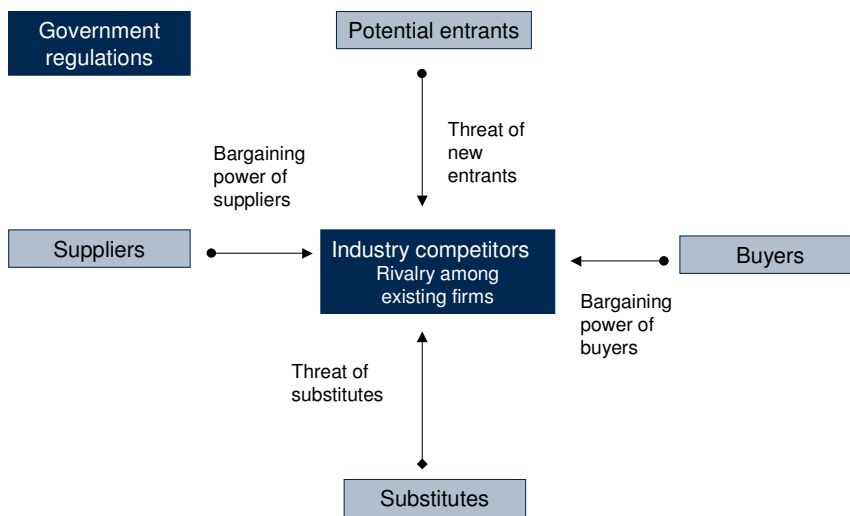 Government
regulations
Potential entrants
Threat of
new
entrants
Bargaining
power of
suppliers
Suppliers
Industry competitors
Rivalry among
existing firms
Buyers
Bargaining
power of
buyers
Threat of
substitutes
Substitutes